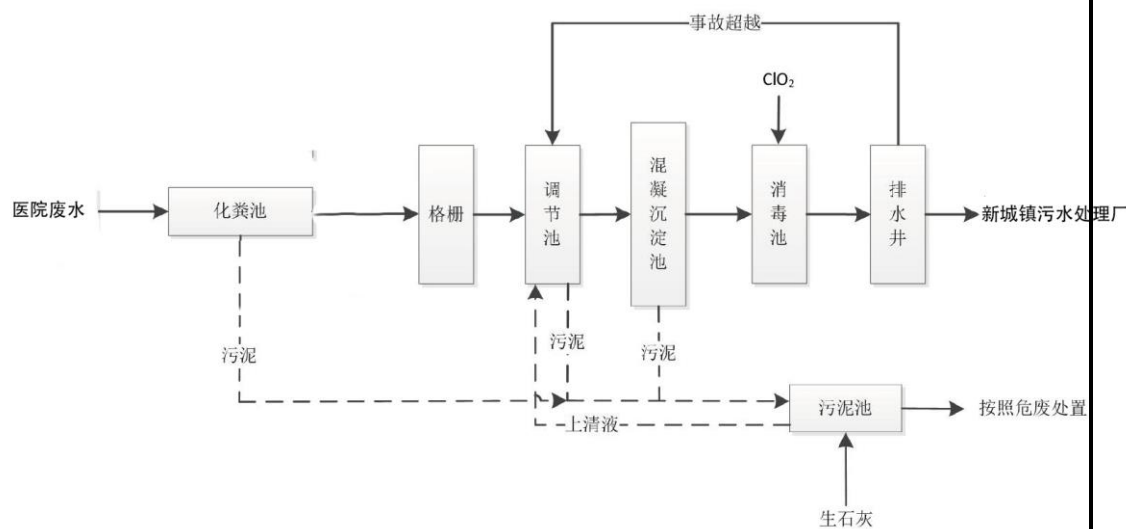 事故超越
ClO₂
医院废水
化粪池
格栅
调节池
混凝沉淀池
消毒池
排水井
新城镇污水处理厂
污泥
污泥
污泥
上清液
污泥池
按照危废处置
生石灰